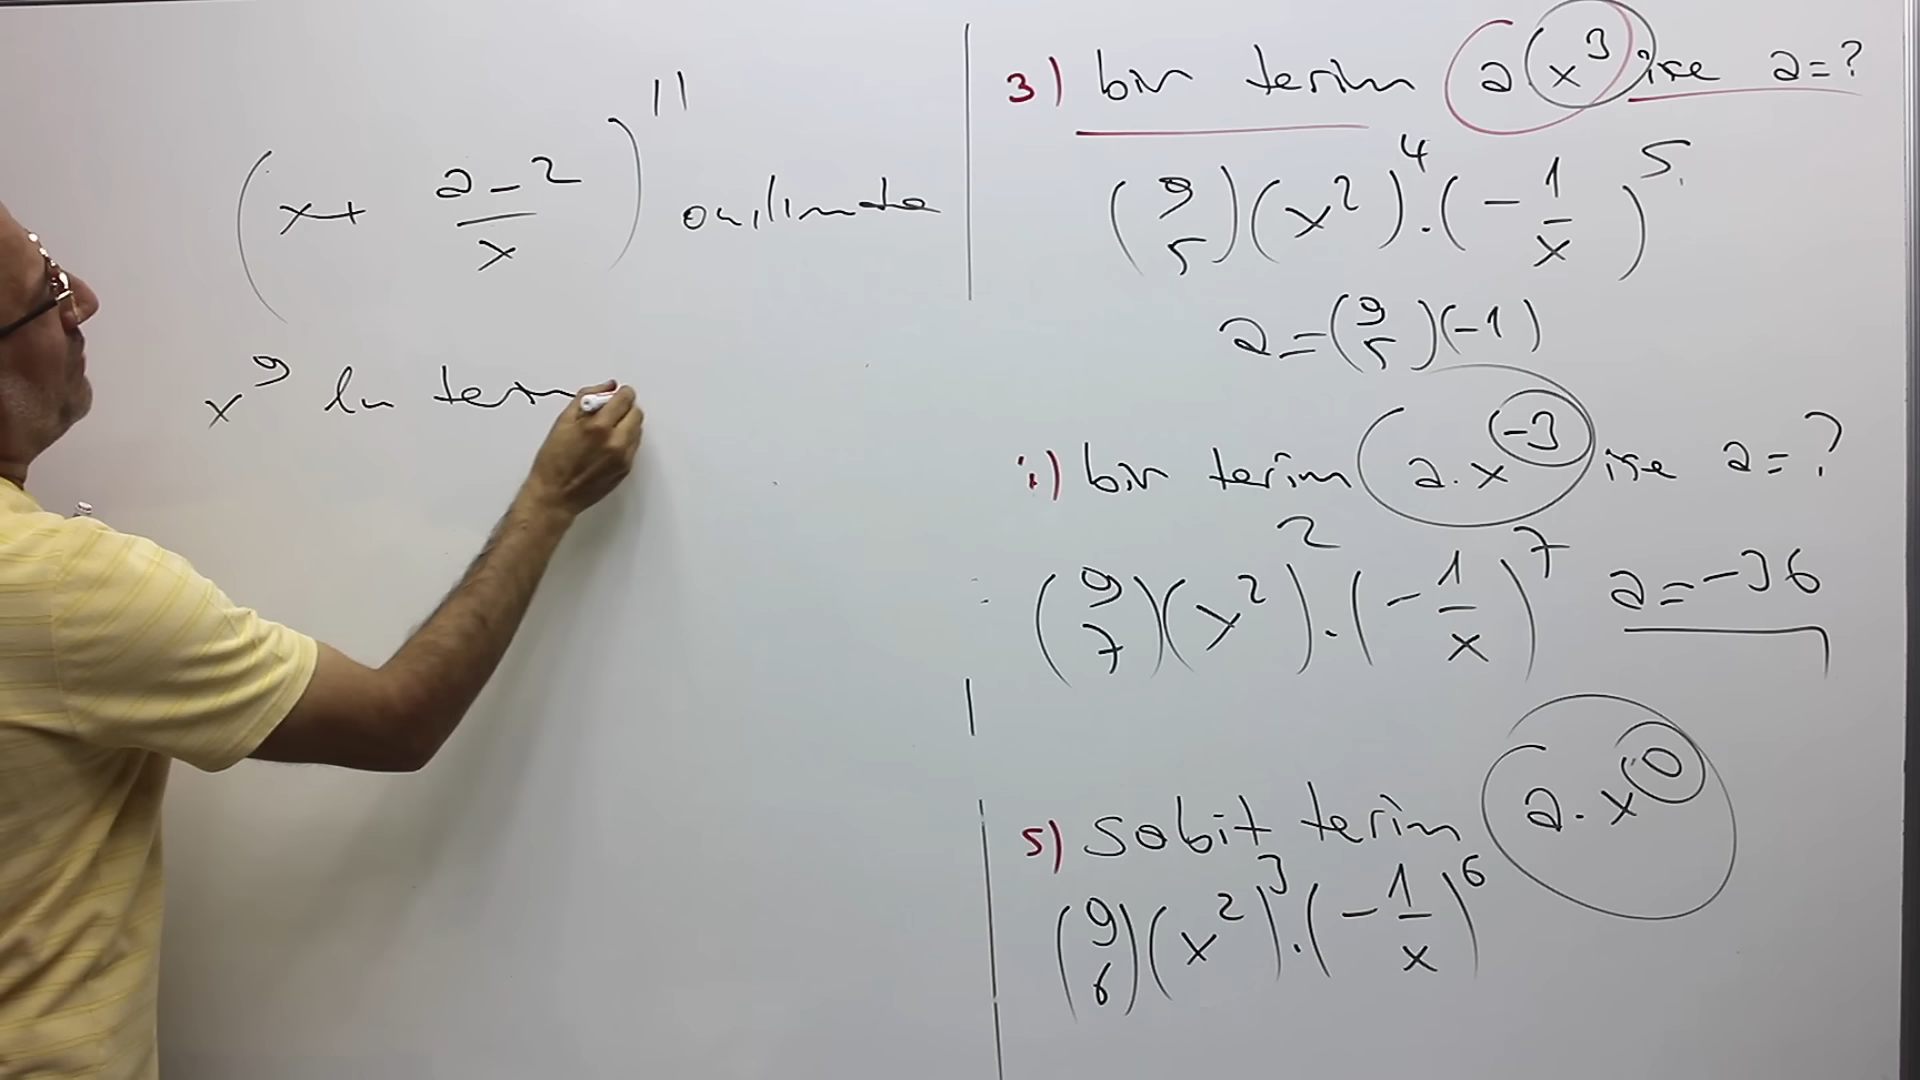 (x + (a-2)/x)^11 açılımında
x^9 lu terim
3) bir terim a(x^3) ise a=?
(9 5)(x^2)^4 . (-1/x)^5
a=(9 5)(-1)
i) bir terim a.x^-3 ise a=?
(9 7)(x^2)^2 . (-1/x)^7 a=-36
5) Sabit terim a.x^0
(9 6)(x^2)^3 . (-1/x)^6